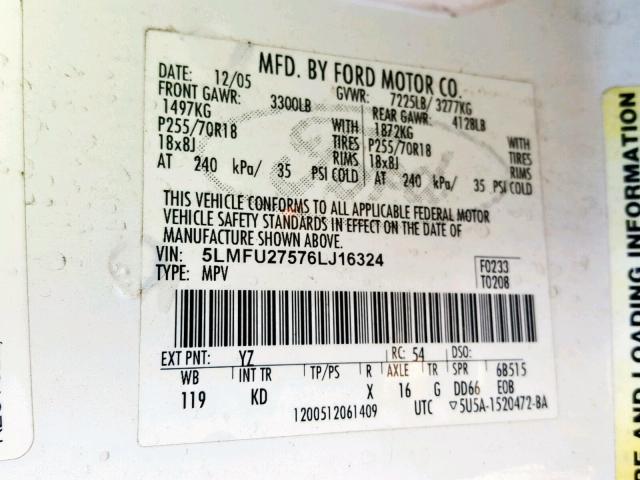 MFD. BY FORD MOTOR CO.
DATE: 12/05 GVWR: 7225LB/ 3277KG
FRONT GAWR: 3300LB REAR GAWR: 4128LB
1497KG WITH 1872KG WITH
P255/70R18 TIRES P255/70R18 TIRES
18x8J RIMS 18x8J RIMS
AT 240 kPa/ 35 PSI COLD AT 240 kPa/ 35 PSI COLD
THIS VEHICLE CONFORMS TO ALL APPLICABLE FEDERAL MOTOR
VEHICLE SAFETY STANDARDS IN EFFECT ON THE DATE OF
MANUFACTURE SHOWN ABOVE.
VIN: 5LMFU27576LJ16324 F0233
TYPE: MPV T0208
EXT PNT: YZ RC: 54 DSO:
WB INT TR TP/PS R AXLE TR SPR 6B515
119 KD X 16 G DD66 E0B
1200512061409 UTC ▽5U5A-1520472-BA
AND LOADING INFORMATION